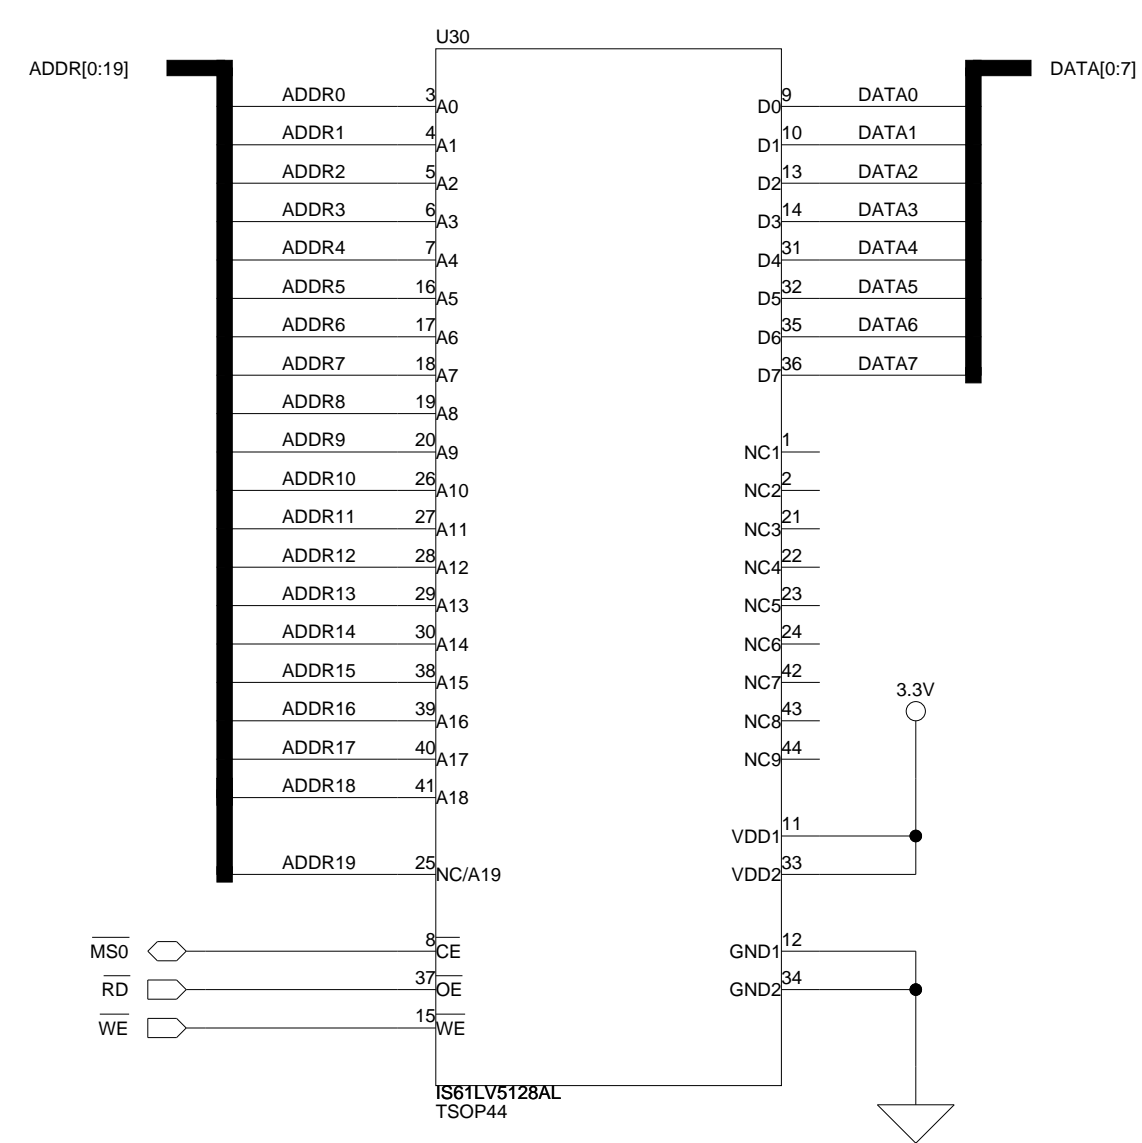 U30
ADDR[0:19]
DATA[0:7]
ADDR0 3 A0 D0 9 DATA0
ADDR1 4 A1 D1 10 DATA1
ADDR2 5 A2 D2 13 DATA2
ADDR3 6 A3 D3 14 DATA3
ADDR4 7 A4 D4 31 DATA4
ADDR5 16 A5 D5 32 DATA5
ADDR6 17 A6 D6 35 DATA6
ADDR7 18 A7 D7 36 DATA7
ADDR8 19 A8
ADDR9 20 A9 NC1 1
ADDR10 26 A10 NC2 2
ADDR11 27 A11 NC3 21
ADDR12 28 A12 NC4 22
ADDR13 29 A13 NC5 23
ADDR14 30 A14 NC6 24
ADDR15 38 A15 NC7 42
3.3V
ADDR16 39 A16 NC8 43
ADDR17 40 A17 NC9 44
ADDR18 41 A18
VDD1 11
ADDR19 25 NC/A19 VDD2 33
MS0 8 CE GND1 12
RD 37 OE GND2 34
WE 15 WE
IS61LV5128AL
TSOP44